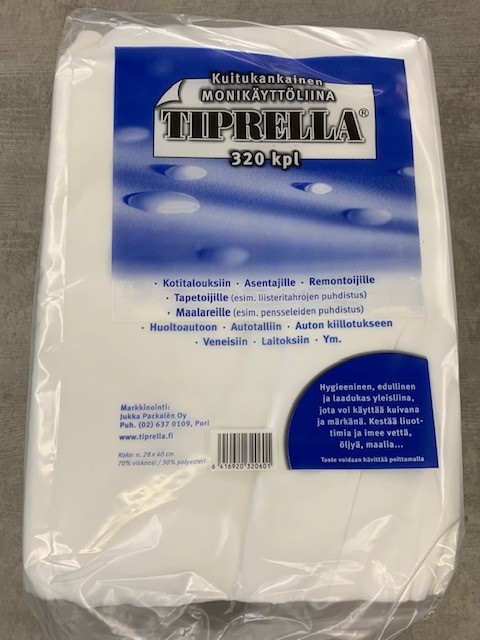 Kuitukankainen
MONIKÄYTTÖLIINA
TIPRELLA®
320 kpl
· Kotitalouksiin · Asentajille · Remontoijille
· Tapetoijille (esim. liisteritahrojen puhdistus)
· Maalareille (esim. pensseleiden puhdistus)
· Huoltoautoon · Autotalliin · Auton kiillotukseen
· Veneisiin · Laitoksiin · Ym.
Hygieeninen, edullinen
ja laadukas yleisliina,
jota voi käyttää kuivana
ja märkänä. Kestää liuot-
timia ja imee vettä,
öljyä, maalia...
Tuote voidaan hävittää polttamalla
Markkinointi:
Jukka Packalén Oy
Puh. (02) 637 0109, Pori
www.tiprella.fi
Koko: n. 28 x 40 cm
70% viskoosi / 30% polyesteri
6 416920 320601